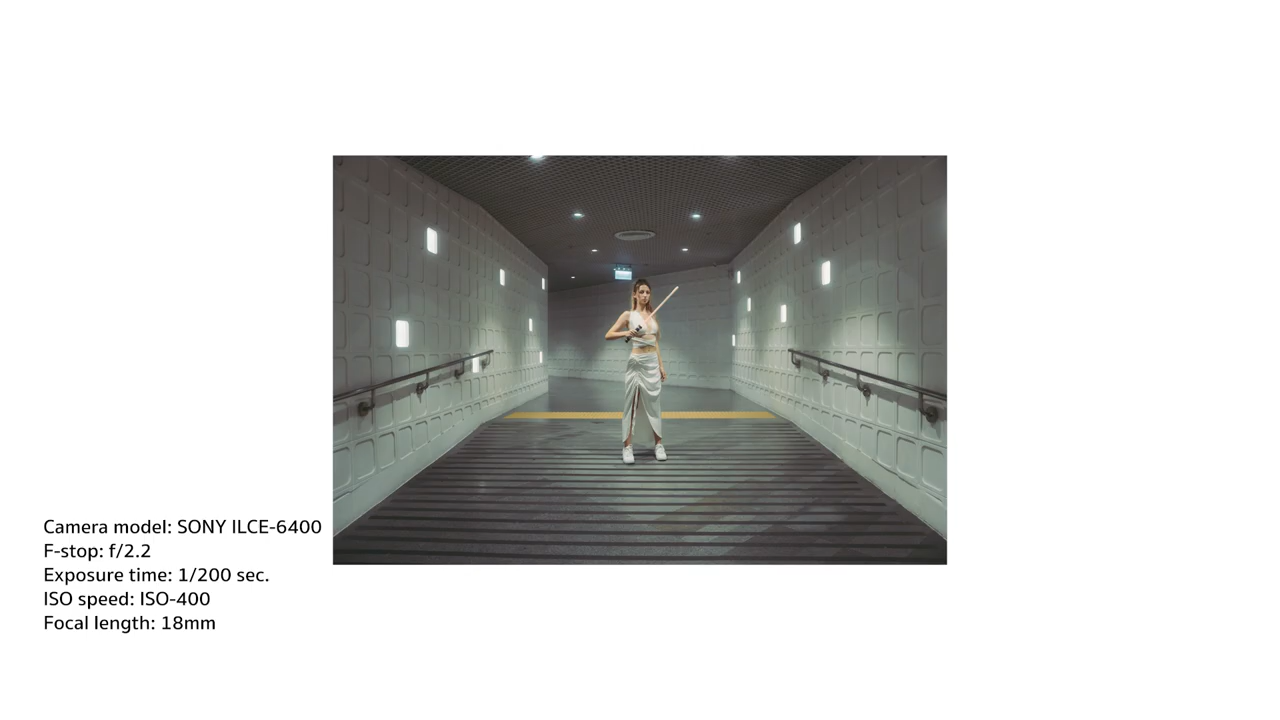 Camera model: SONY ILCE-6400
F-stop: f/2.2
Exposure time: 1/200 sec.
ISO speed: ISO-400
Focal length: 18mm